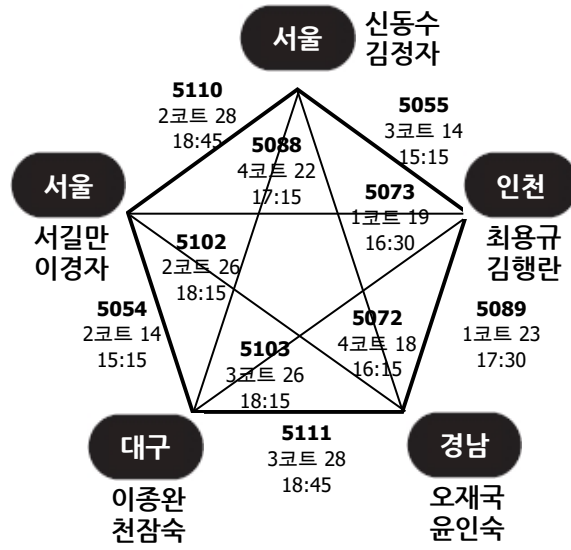 서울
신동수
김정자
5110
2코트 28
18:45
5055
3코트 14
15:15
5088
4코트 22
17:15
서울
서길만
이경자
5073
1코트 19
16:30
인천
최용규
김행란
5102
2코트 26
18:15
5054
2코트 14
15:15
5072
4코트 18
16:15
5089
1코트 23
17:30
5103
3코트 26
18:15
대구
이종완
천잠숙
5111
3코트 28
18:45
경남
오재국
윤인숙